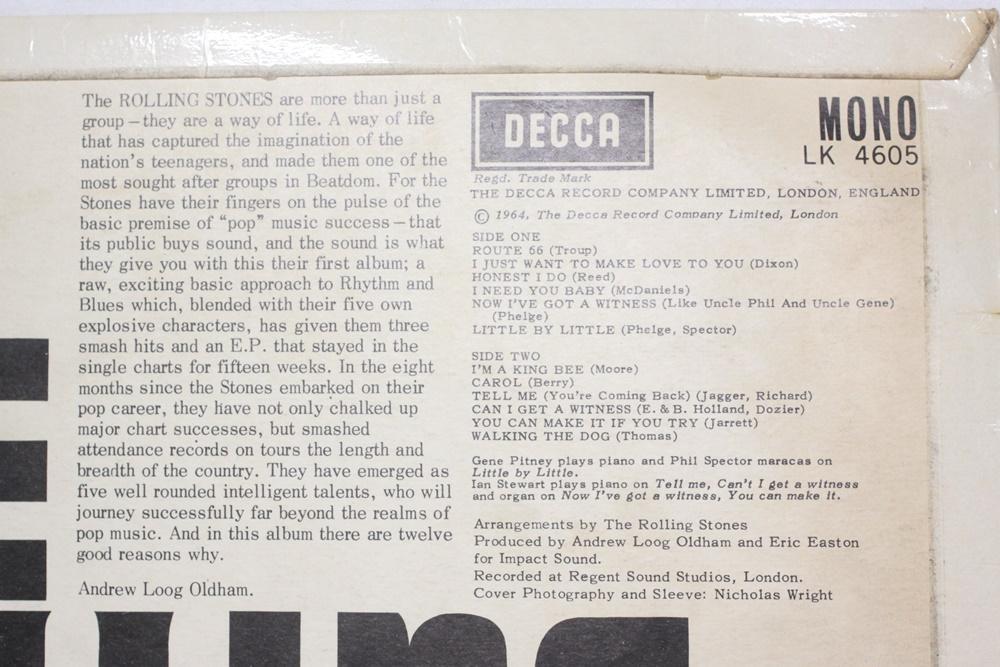 The ROLLING STONES are more than just a
group – they are a way of life. A way of life
that has captured the imagination of the
nation's teenagers, and made them one of the
most sought after groups in Beatdom. For the
Stones have their fingers on the pulse of the
basic premise of "pop" music success – that
its public buys sound, and the sound is what
they give you with this their first album; a
raw, exciting basic approach to Rhythm and
Blues which, blended with their five own
explosive characters, has given them three
smash hits and an E.P. that stayed in the
single charts for fifteen weeks. In the eight
months since the Stones embarked on their
pop career, they have not only chalked up
major chart successes, but smashed
attendance records on tours the length and
breadth of the country. They have emerged as
five well rounded intelligent talents, who will
journey successfully far beyond the realms of
pop music. And in this album there are twelve
good reasons why.
Andrew Loog Oldham.
DECCA
MONO
LK 4605
Regd. Trade Mark
THE DECCA RECORD COMPANY LIMITED, LONDON, ENGLAND
© 1964, The Decca Record Company Limited, London
SIDE ONE
ROUTE 66 (Troup)
I JUST WANT TO MAKE LOVE TO YOU (Dixon)
HONEST I DO (Reed)
I NEED YOU BABY (McDaniels)
NOW I'VE GOT A WITNESS (Like Uncle Phil And Uncle Gene)
(Phelge)
LITTLE BY LITTLE (Phelge, Spector)
SIDE TWO
I'M A KING BEE (Moore)
CAROL (Berry)
TELL ME (You're Coming Back) (Jagger, Richard)
CAN I GET A WITNESS (E. & B. Holland, Dozier)
YOU CAN MAKE IT IF YOU TRY (Jarrett)
WALKING THE DOG (Thomas)
Gene Pitney plays piano and Phil Spector maracas on
Little by Little.
Ian Stewart plays piano on Tell me, Can't I get a witness
and organ on Now I've got a witness, You can make it.
Arrangements by The Rolling Stones
Produced by Andrew Loog Oldham and Eric Easton
for Impact Sound.
Recorded at Regent Sound Studios, London.
Cover Photography and Sleeve: Nicholas Wright